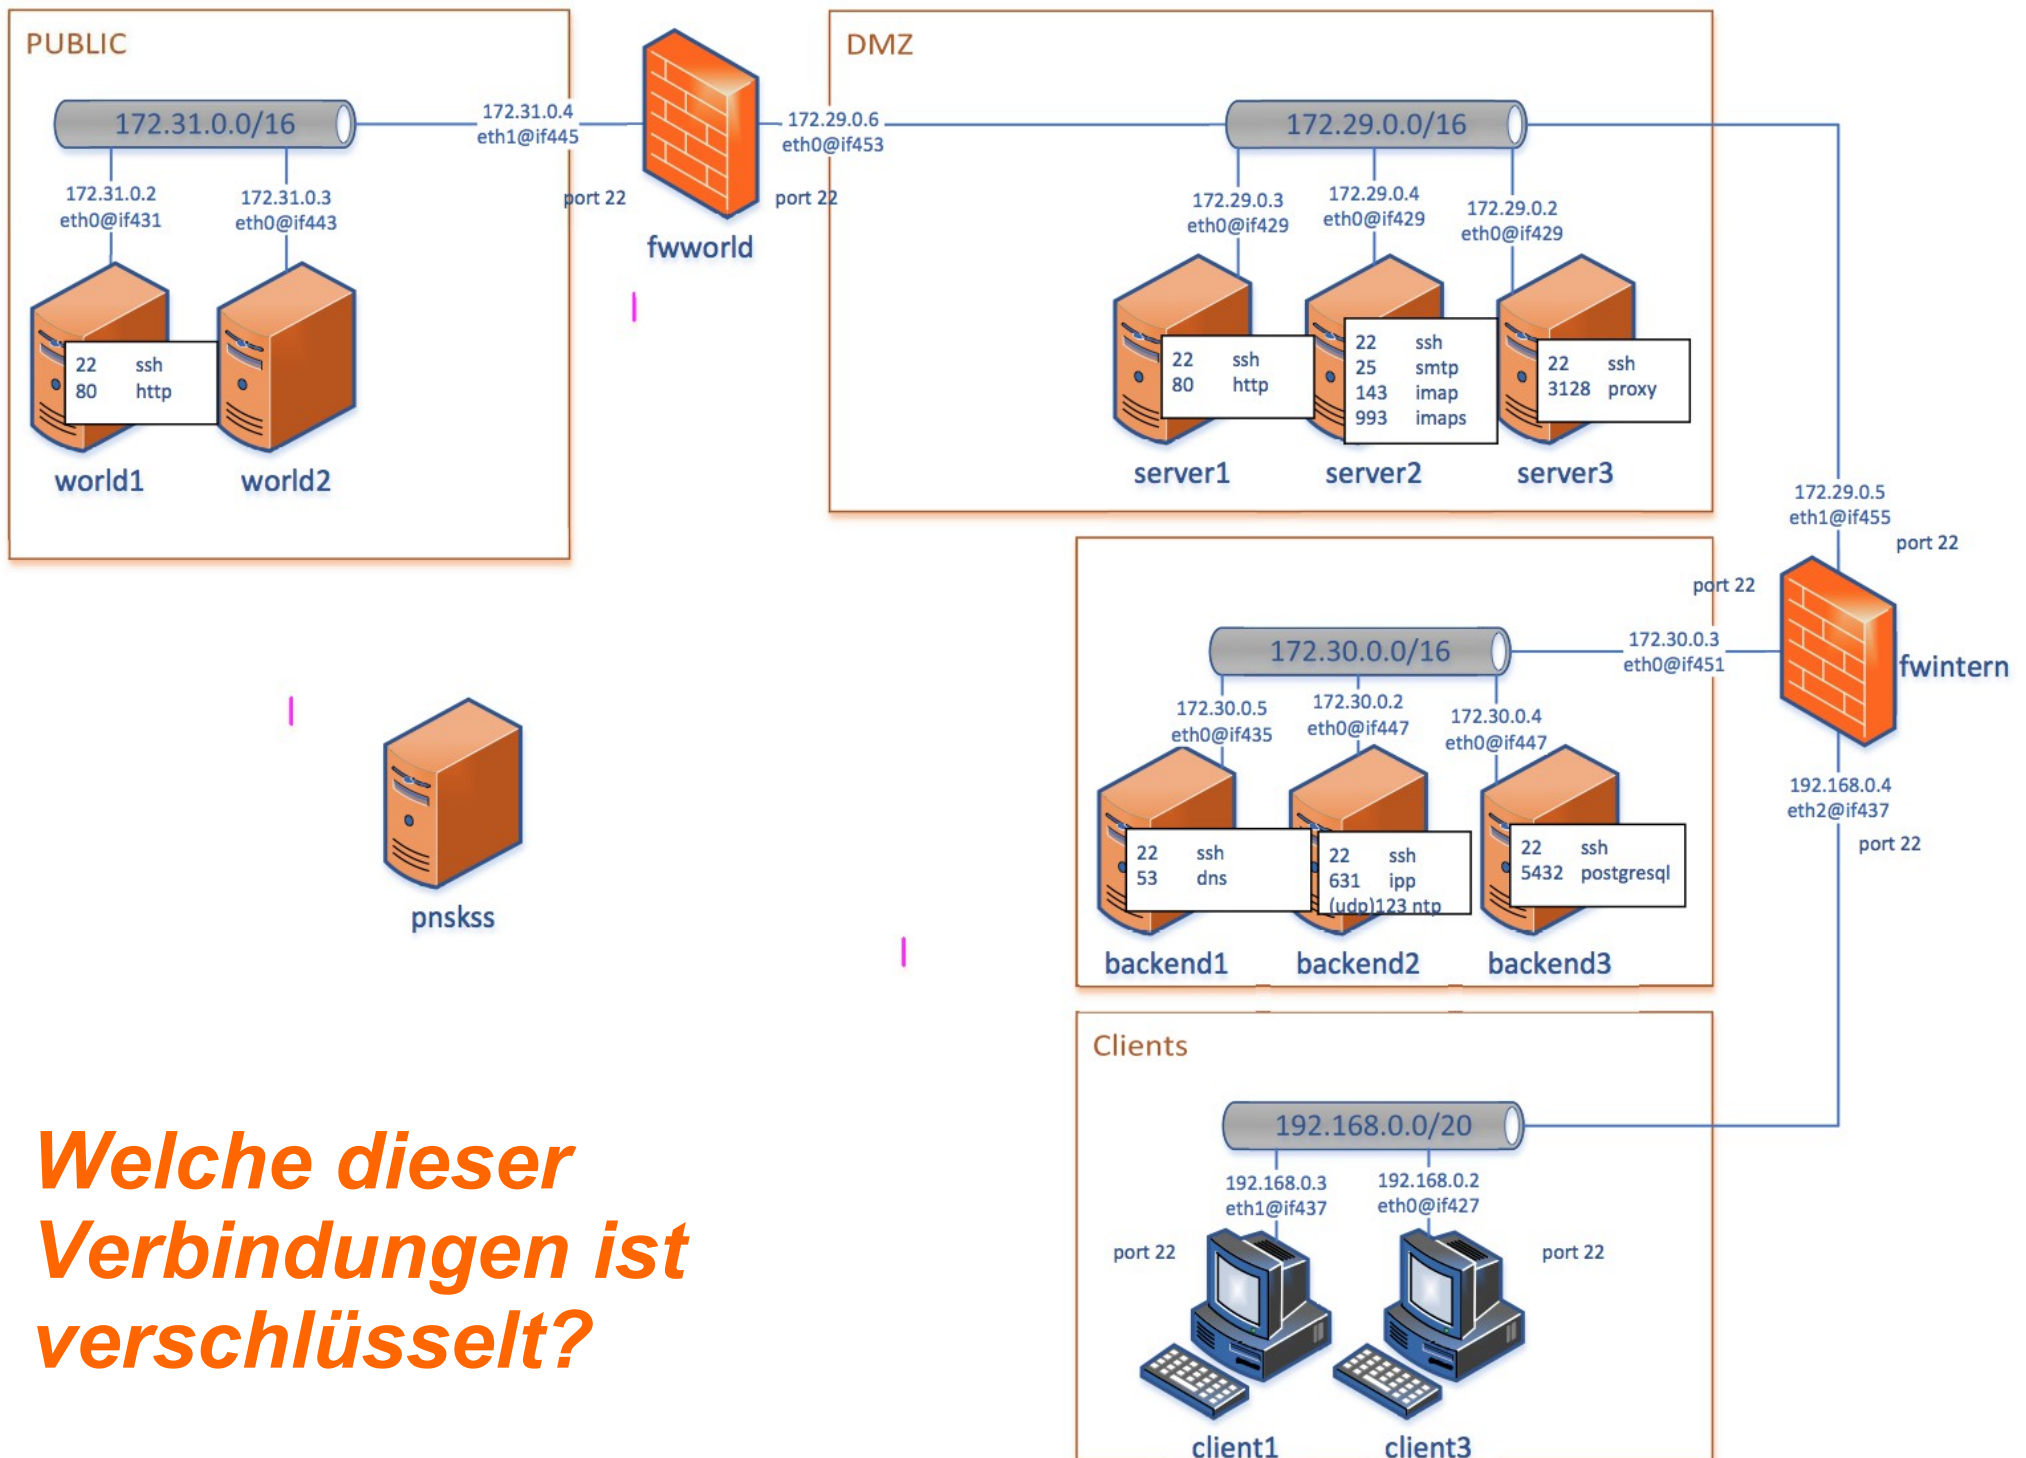 PUBLIC
172.31.0.0/16
172.31.0.4
eth1@if445
172.31.0.2
eth0@if431
172.31.0.3
eth0@if443
port 22
port 22
fwworld
22 ssh
80 http
world1
world2
DMZ
172.29.0.6
eth0@if453
172.29.0.0/16
172.29.0.3
eth0@if429
172.29.0.4
eth0@if429
172.29.0.2
eth0@if429
22 ssh
80 http
22 ssh
25 smtp
143 imap
993 imaps
22 ssh
3128 proxy
server1
server2
server3
172.29.0.5
eth1@if455
port 22
port 22
172.30.0.0/16
172.30.0.3
eth0@if451
fwintern
172.30.0.5
eth0@if435
172.30.0.2
eth0@if447
172.30.0.4
eth0@if447
192.168.0.4
eth2@if437
port 22
22 ssh
53 dns
22 ssh
631 ipp
(udp)123 ntp
22 ssh
5432 postgresql
backend1
backend2
backend3
pnskss
Clients
192.168.0.0/20
192.168.0.3
eth1@if437
192.168.0.2
eth0@if427
port 22
port 22
client1
client3
Welche dieser
Verbindungen ist
verschlüsselt?